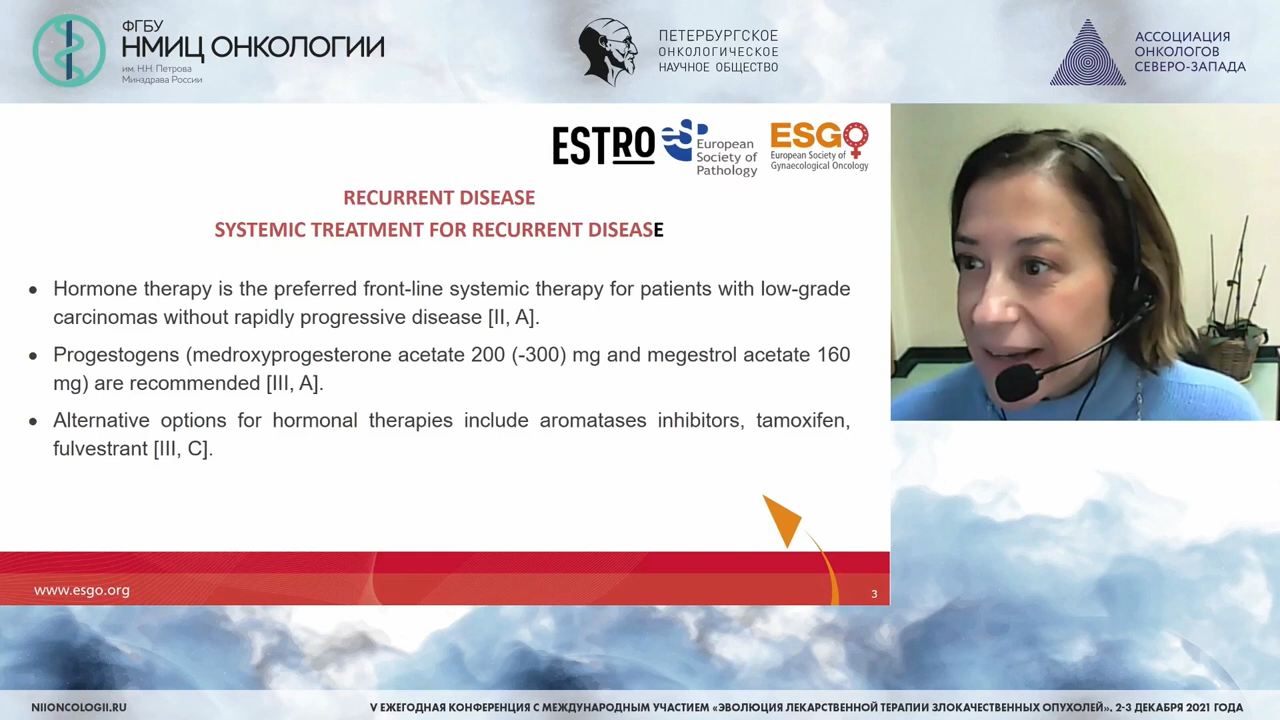 ФГБУ
НМИЦ ОНКОЛОГИИ
им. Н.Н. Петрова
Минздрава России
ПЕТЕРБУРГСКОЕ
ОНКОЛОГИЧЕСКОЕ
НАУЧНОЕ ОБЩЕСТВО
АССОЦИАЦИЯ
ОНКОЛОГОВ
СЕВЕРО-ЗАПАДА
ESTRO
esp
European
Society of
Pathology
ESGO
European Society of
Gynaecological Oncology
RECURRENT DISEASE
SYSTEMIC TREATMENT FOR RECURRENT DISEASE
• Hormone therapy is the preferred front-line systemic therapy for patients with low-grade
carcinomas without rapidly progressive disease [II, A].
• Progestogens (medroxyprogesterone acetate 200 (-300) mg and megestrol acetate 160
mg) are recommended [III, A].
• Alternative options for hormonal therapies include aromatases inhibitors, tamoxifen,
fulvestrant [III, C].
www.esgo.org
3
NIIONCOLOGII.RU
V ЕЖЕГОДНАЯ КОНФЕРЕНЦИЯ С МЕЖДУНАРОДНЫМ УЧАСТИЕМ «ЭВОЛЮЦИЯ ЛЕКАРСТВЕННОЙ ТЕРАПИИ ЗЛОКАЧЕСТВЕННЫХ ОПУХОЛЕЙ». 2-3 ДЕКАБРЯ 2021 ГОДА